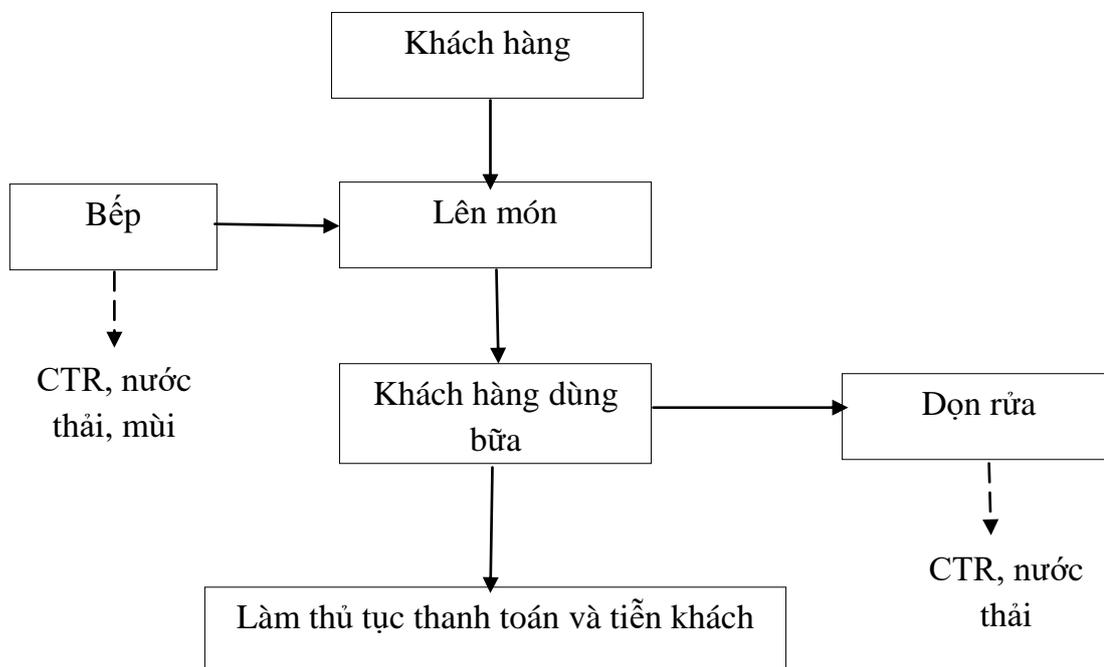 Khách hàng
Bếp
Lên món
CTR, nước
thải, mùi
Khách hàng dùng
bữa
Dọn rửa
CTR, nước
thải
Làm thủ tục thanh toán và tiễn khách